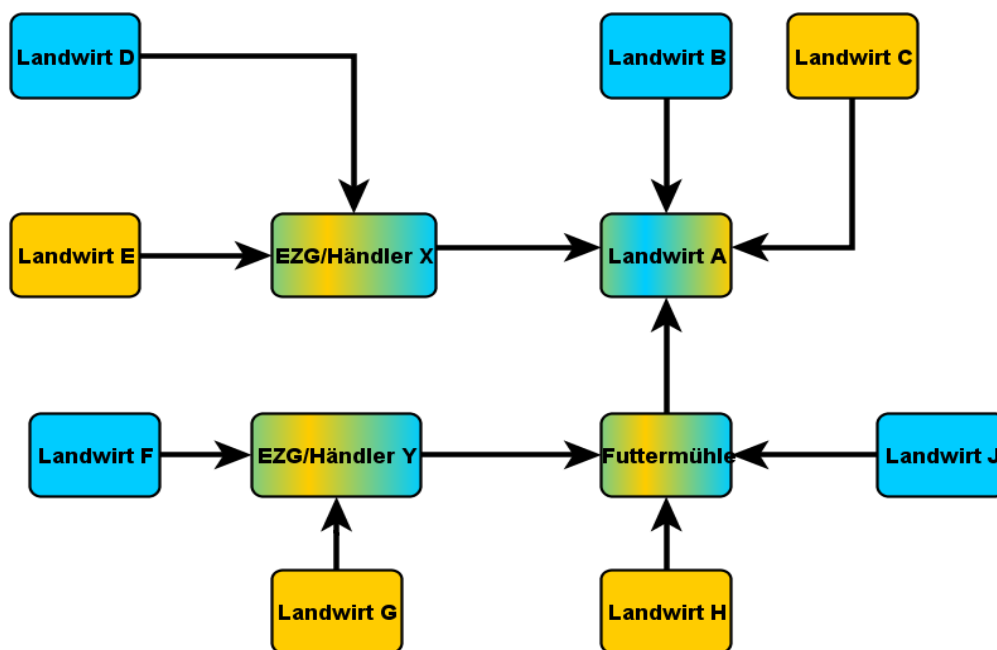 Landwirt D
Landwirt B
Landwirt C
Landwirt E
EZG/Händler X
Landwirt A
Landwirt F
EZG/Händler Y
Futtermühle
Landwirt J
Landwirt G
Landwirt H